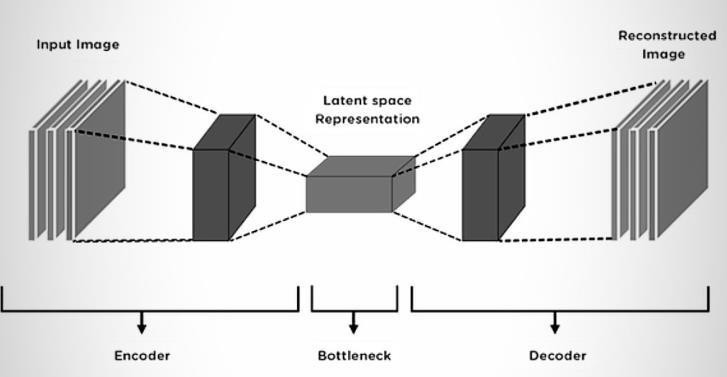 Input Image
Reconstructed
Image
Latent space
Representation
Encoder
Bottleneck
Decoder